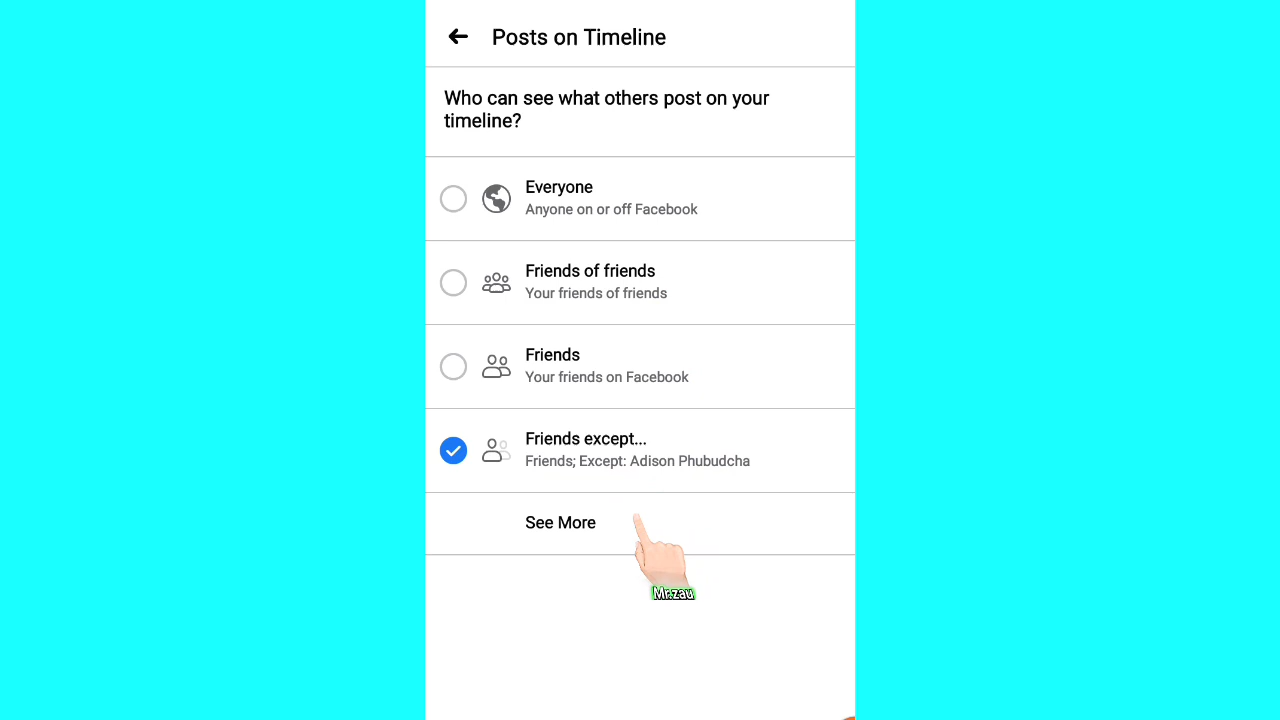 Posts on Timeline
Who can see what others post on your
timeline?
Everyone
Anyone on or off Facebook
Friends of friends
Your friends of friends
Friends
Your friends on Facebook
Friends except...
Friends; Except: Adison Phubudcha
See More
Mr.zau